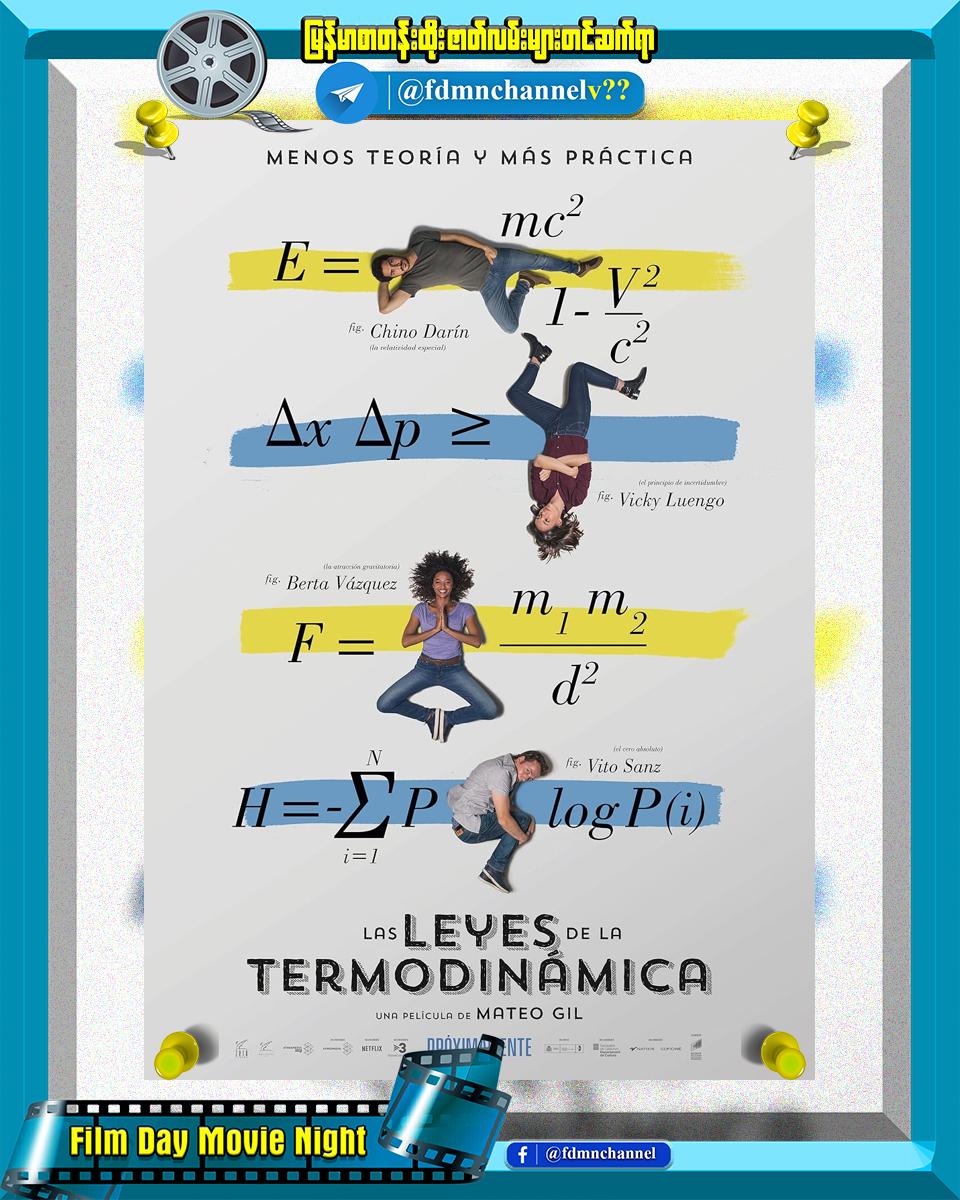 မြန်မာစာတန်းထိုးဇာတ်လမ်းများတင်ဆက်ရာ
@fdmnchannelv??
MENOS TEORÍA Y MÁS PRÁCTICA
mc²
E =
1- V²
c²
fig. Chino Darín
(la relatividad especial)
Δx Δp ≥
(el principio de incertidumbre)
fig. Vicky Luengo
(la atracción gravitatoria)
fig. Berta Vázquez
F = m₁ m₂
d²
(el cero absoluto)
fig. Vito Sanz
N
H=-Σ P log P(i)
i=1
LAS LEYES DE LA
TERMODINÁMICA
UNA PELÍCULA DE MATEO GIL
NETFLIX
Film Day Movie Night
@fdmnchannel